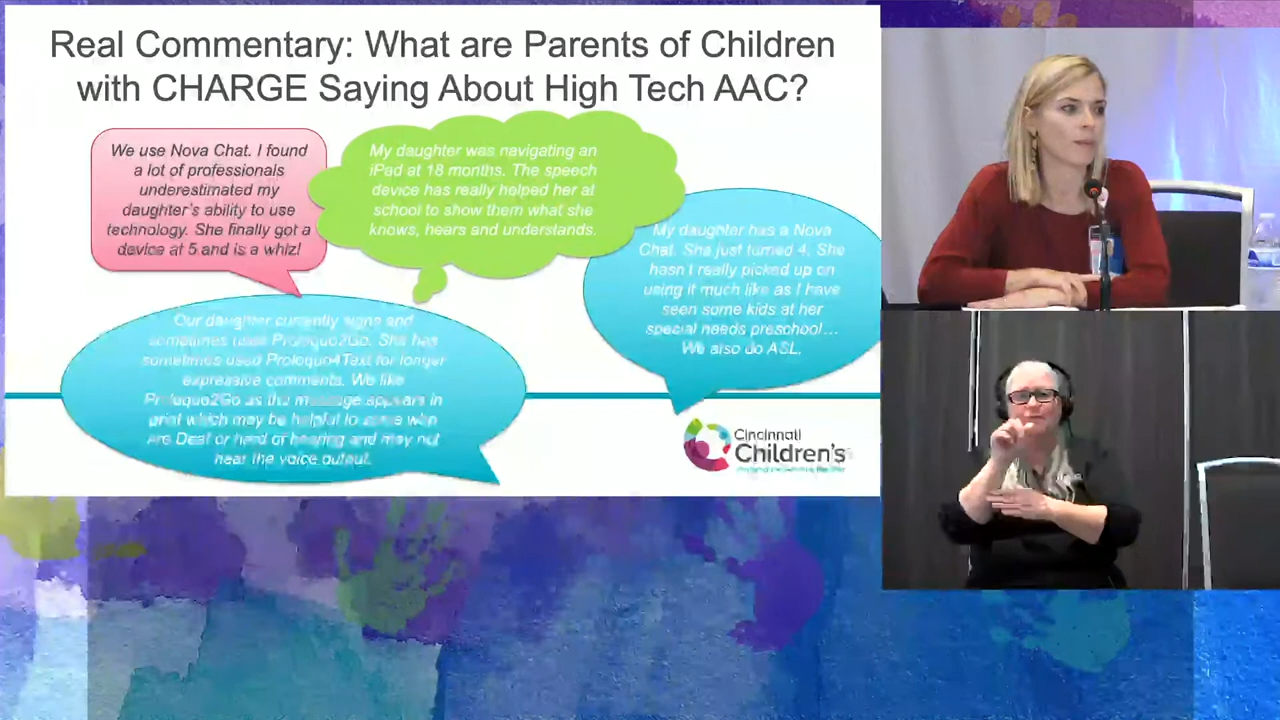 Real Commentary: What are Parents of Children
with CHARGE Saying About High Tech AAC?
We use Nova Chat. I found
a lot of professionals
underestimated my
daughter's ability to use
technology. She finally got a
device at 5 and is a whiz!
My daughter was navigating an
iPad at 18 months. The speech
device has really helped her at
school to show them what she
knows, hears and understands.
My daughter has a Nova
Chat. She just turned 4. She
hasn't really picked up on
using it much like as I have
seen some kids at her
special needs preschool…
We also do ASL.
Our daughter currently signs and
sometimes uses Proloquo2Go. She has
sometimes used Proloquo4Text for longer
expressive comments. We like
Proloquo2Go as the message appears in
print which may be helpful to some who
are Deaf or hard of hearing and may not
hear the voice output.
Cincinnati
Children's